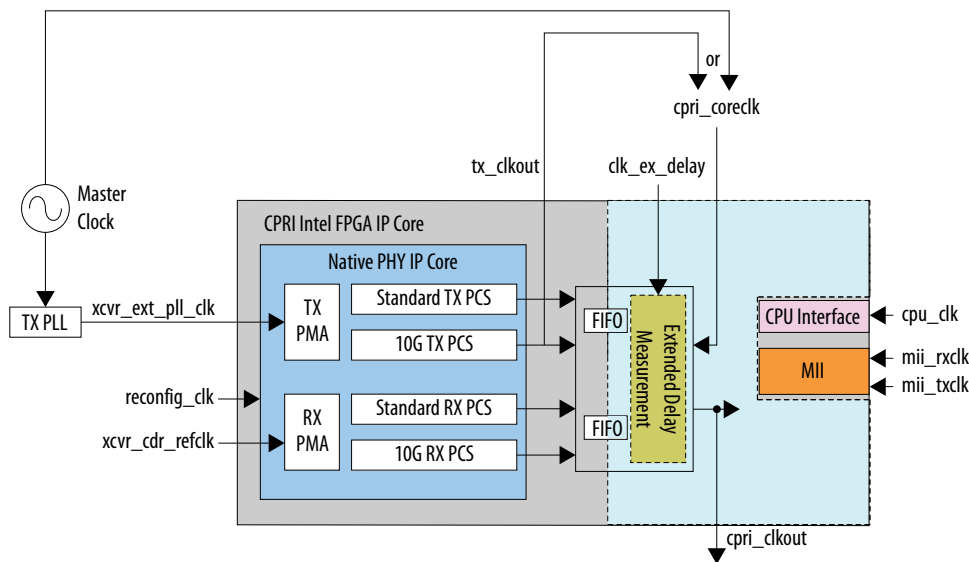 or
cpri_coreclk
tx_clkout
clk_ex_delay
Master
Clock
CPRI Intel FPGA IP Core
Native PHY IP Core
TX PLL
xcvr_ext_pll_clk
TX
PMA
Standard TX PCS
10G TX PCS
FIFO
Extended Delay
Measurement
CPU Interface
cpu_clk
MII
mii_rxclk
mii_txclk
reconfig_clk
xcvr_cdr_refclk
RX
PMA
Standard RX PCS
10G RX PCS
FIFO
cpri_clkout